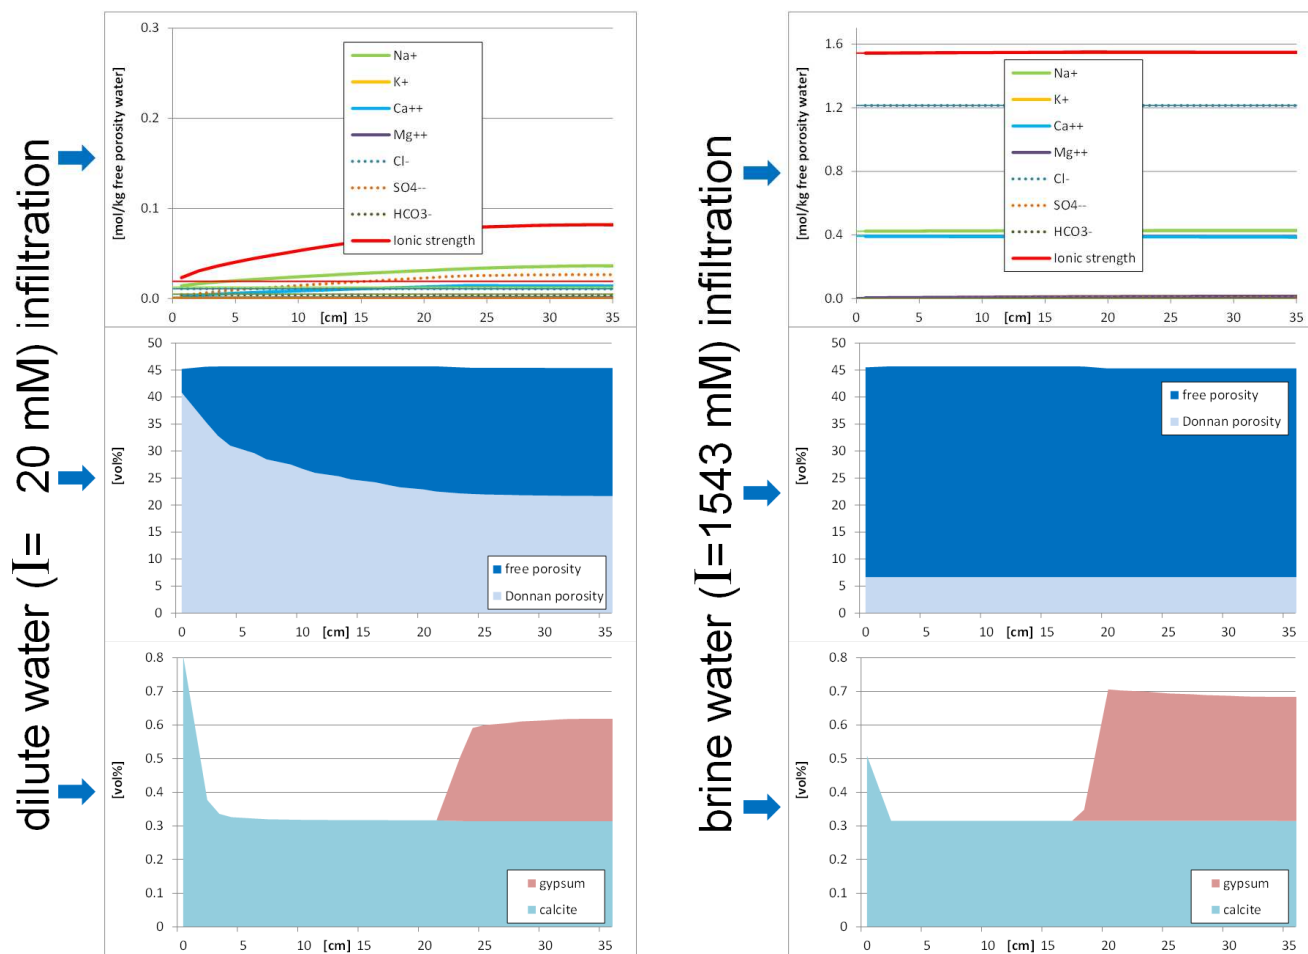 dilute water (I= 20 mM) infiltration
[mol/kg free porosity water]
0.3
0.2
0.1
0.0
Na+
K+
Ca++
Mg++
Cl-
SO4--
HCO3-
Ionic strength
0 5 10 [cm] 15 20 25 30 35
[vol%]
50
45
40
35
30
25
20
15
10
5
0
free porosity
Donnan porosity
0 5 10 [cm] 15 20 25 30 35
[vol%]
0.8
0.7
0.6
0.5
0.4
0.3
0.2
0.1
0
gypsum
calcite
0 5 10 [cm] 15 20 25 30 35
brine water (I=1543 mM) infiltration
[mol/kg free porosity water]
1.6
1.2
0.8
0.4
0.0
Na+
K+
Ca++
Mg++
Cl-
SO4--
HCO3-
Ionic strength
0 5 10 [cm] 15 20 25 30 35
[vol%]
50
45
40
35
30
25
20
15
10
5
0
free porosity
Donnan porosity
0 5 10 [cm] 15 20 25 30 35
[vol%]
0.8
0.7
0.6
0.5
0.4
0.3
0.2
0.1
0
gypsum
calcite
0 5 10 [cm] 15 20 25 30 35